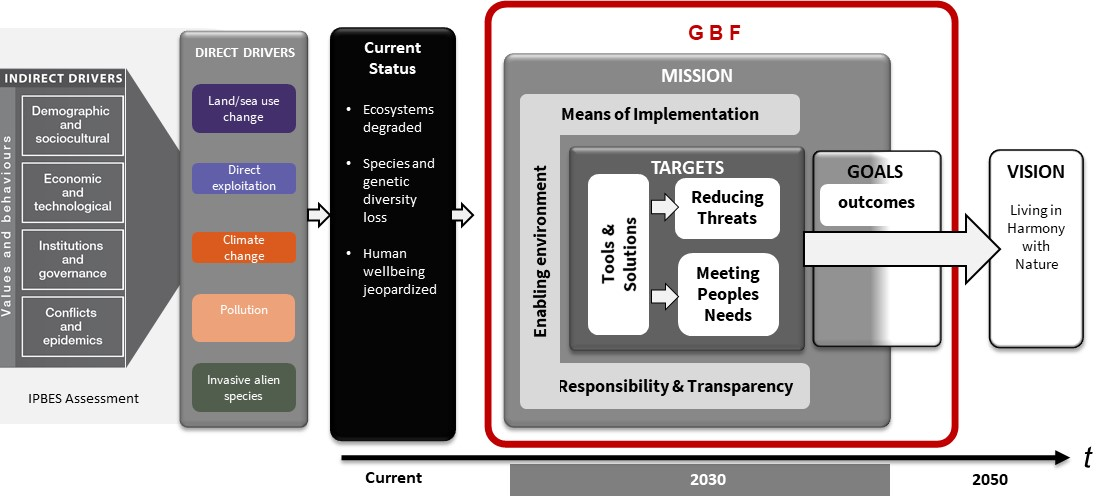 INDIRECT DRIVERS
Values and behaviours
Demographic
and
sociocultural
Economic
and
technological
Institutions
and
governance
Conflicts
and
epidemics
IPBES Assessment
DIRECT DRIVERS
Land/sea use
change
Direct
exploitation
Climate
change
Pollution
Invasive alien
species
Current
Status
• Ecosystems
degraded
• Species and
genetic
diversity
loss
• Human
wellbeing
jeopardized
GBF
MISSION
Means of Implementation
Enabling environment
TARGETS
Tools &
Solutions
Reducing
Threats
Meeting
Peoples
Needs
Responsibility & Transparency
GOALS
outcomes
VISION
Living in
Harmony
with
Nature
t
Current
2030
2050